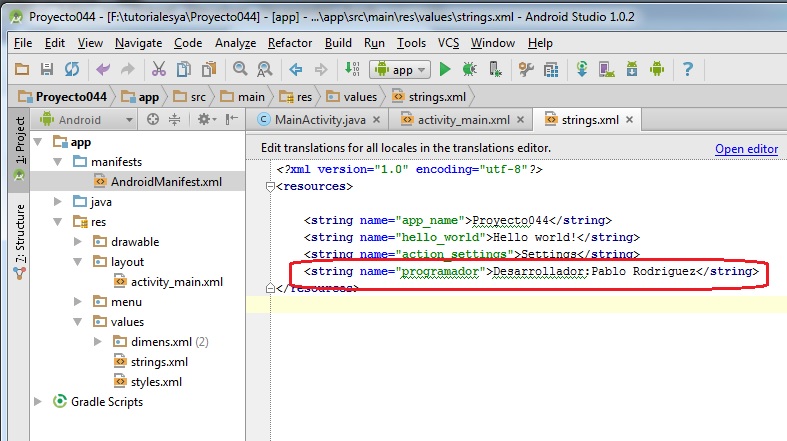 Proyecto044 - [F:\tutorialesya\Proyecto044] - [app] - ...\app\src\main\res\values\strings.xml - Android Studio 1.0.2
File Edit View Navigate Code Analyze Refactor Build Run Tools VCS Window Help
app
Proyecto044 app src main res values strings.xml
1: Project
7: Structure
Android
app
manifests
AndroidManifest.xml
java
res
drawable
layout
activity_main.xml
menu
values
dimens.xml (2)
strings.xml
styles.xml
Gradle Scripts
MainActivity.java activity_main.xml strings.xml
Edit translations for all locales in the translations editor. Open editor
<?xml version="1.0" encoding="utf-8"?>
<resources>
<string name="app_name">Proyecto044</string>
<string name="hello_world">Hello world!</string>
<string name="action_settings">Settings</string>
<string name="programador">Desarrollador:Pablo Rodriguez</string>
</resources>